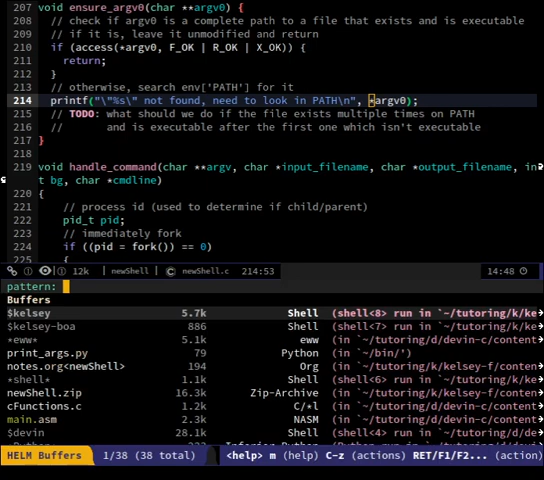 207 void ensure_argv0(char **argv0) {
208 // check if argv0 is a complete path to a file that exists and is executable
209 // if it is, leave it unmodified and return
210 if (access(*argv0, F_OK | R_OK | X_OK)) {
211 return;
212 }
213 // otherwise, search env['PATH'] for it
214 printf("\"%s\" not found, need to look in PATH\n", *argv0);
215 // TODO: what should we do if the file exists multiple times on PATH
216 // and is executable after the first one which isn't executable
217 }
218
219 void handle_command(char **argv, char *input_filename, char *output_filename, in
t bg, char *cmdline)
220 {
221 // process id (used to determine if child/parent)
222 pid_t pid;
223 // immediately fork
224 if ((pid = fork()) == 0)
225 {
12k | newShell | C newShell.c 214:53 14:48
pattern:
Buffers
$kelsey 5.7k Shell (shell<8> run in `~/tutoring/k/ke
$kelsey-boa 886 Shell (shell<7> run in `~/tutoring/k/ke
*eww* 5.1k eww (in `~/tutoring/d/devin-c/content
print_args.py 79 Python (in `~/bin/')
notes.org<newShell> 194 Org (in `~/tutoring/k/kelsey-f/conten
*shell* 1.1k Shell (shell<6> run in `~/tutoring/k/ke
newShell.zip 16.3k Zip-Archive (in `~/tutoring/k/kelsey-f/conten
cFunctions.c 1.2k C/*l (in `~/tutoring/k/kelsey-f/conten
main.asm 2.3k NASM (in `~/tutoring/k/kelsey-f/conten
$devin 28.1k Shell (shell<4> run in `~/tutoring/d/de
HELM Buffers 1/38 (38 total) <help> m (help) C-z (actions) RET/F1/F2... (action)